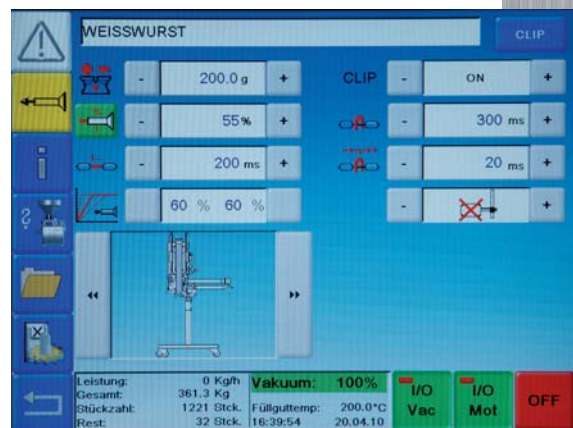 WEISSWURST
CLIP
- 200.0 g +
CLIP - ON +
- 55% +
- 300 ms +
- 200 ms +
- 20 ms +
60 % 60 %
- +
Leistung: 0 Kg/h
Gesamt: 361.3 Kg
Stückzahl: 1221 Stck.
Rest: 32 Stck.
Vakuum: 100%
Füllguttemp: 200.0°C
16:39:54 20.04.10
I/O Vac
I/O Mot
OFF